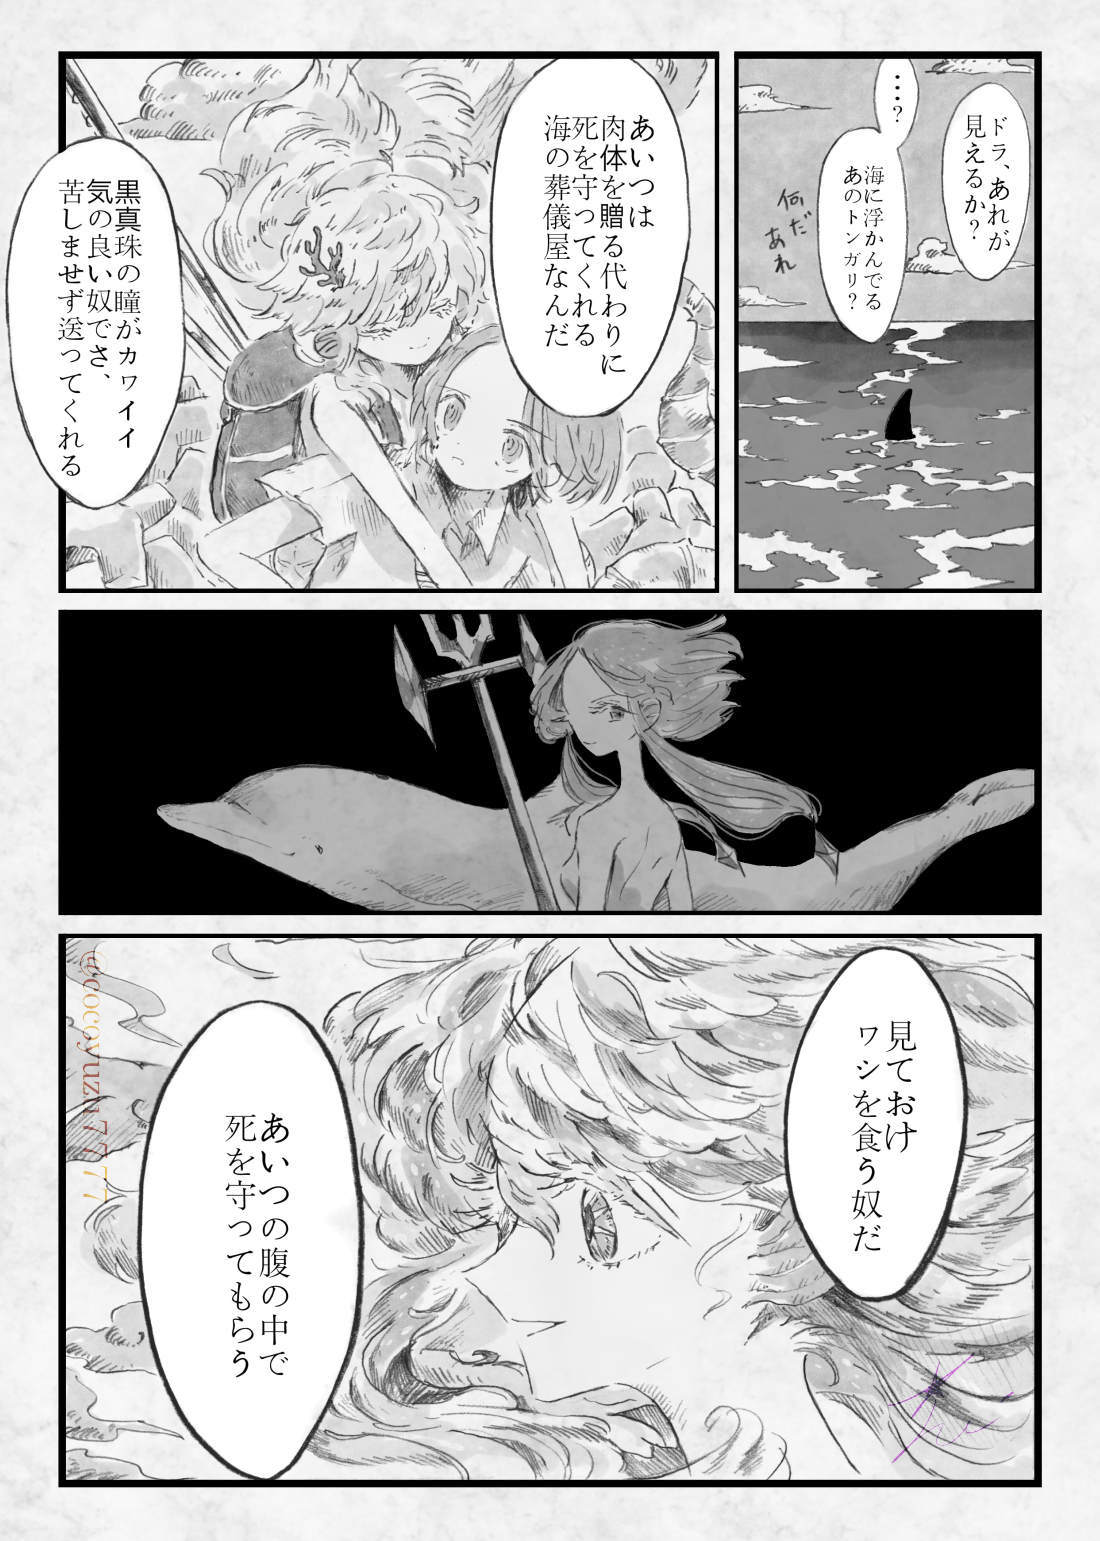 ドラ、あれが
見えるか？
…？
海に浮かんでる
あのトンガリ？
何だ
あれ
あいつは
肉体を贈る代わりに
死を守ってくれる
海の葬儀屋なんだ
黒真珠の瞳がカワイイ
気の良い奴でさ、
苦しませず送ってくれる
見ておけ
ワシを食う奴だ
あいつの腹の中で
死を守ってもらう
@cocoyuzu7777